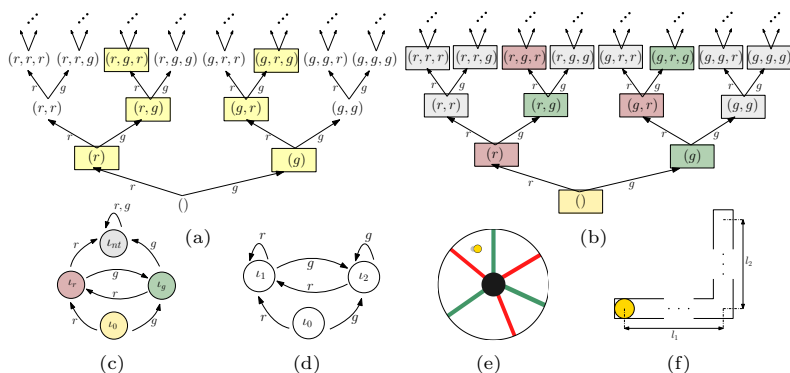 (r, r, r) (r, r, g) (r, g, r) (r, g, g) (g, r, r) (g, r, g) (g, g, r) (g, g, g)
r g r g r g r g
(r, r) (r, g) (g, r) (g, g)
r g r g
(r) (g)
r g
()
(a)
(r, r, r) (r, r, g) (r, g, r) (r, g, g) (g, r, r) (g, r, g) (g, g, r) (g, g, g)
r g r g r g r g
(r, r) (r, g) (g, r) (g, g)
r g r g
(r) (g)
r g
()
(b)
r, g
ι_nt
r g
ι_r g ι_g
r
r ι_0 g
(c)
r g
ι_1 g ι_2
r
r ι_0 g
(d)
(e)
l_2
l_1
(f)